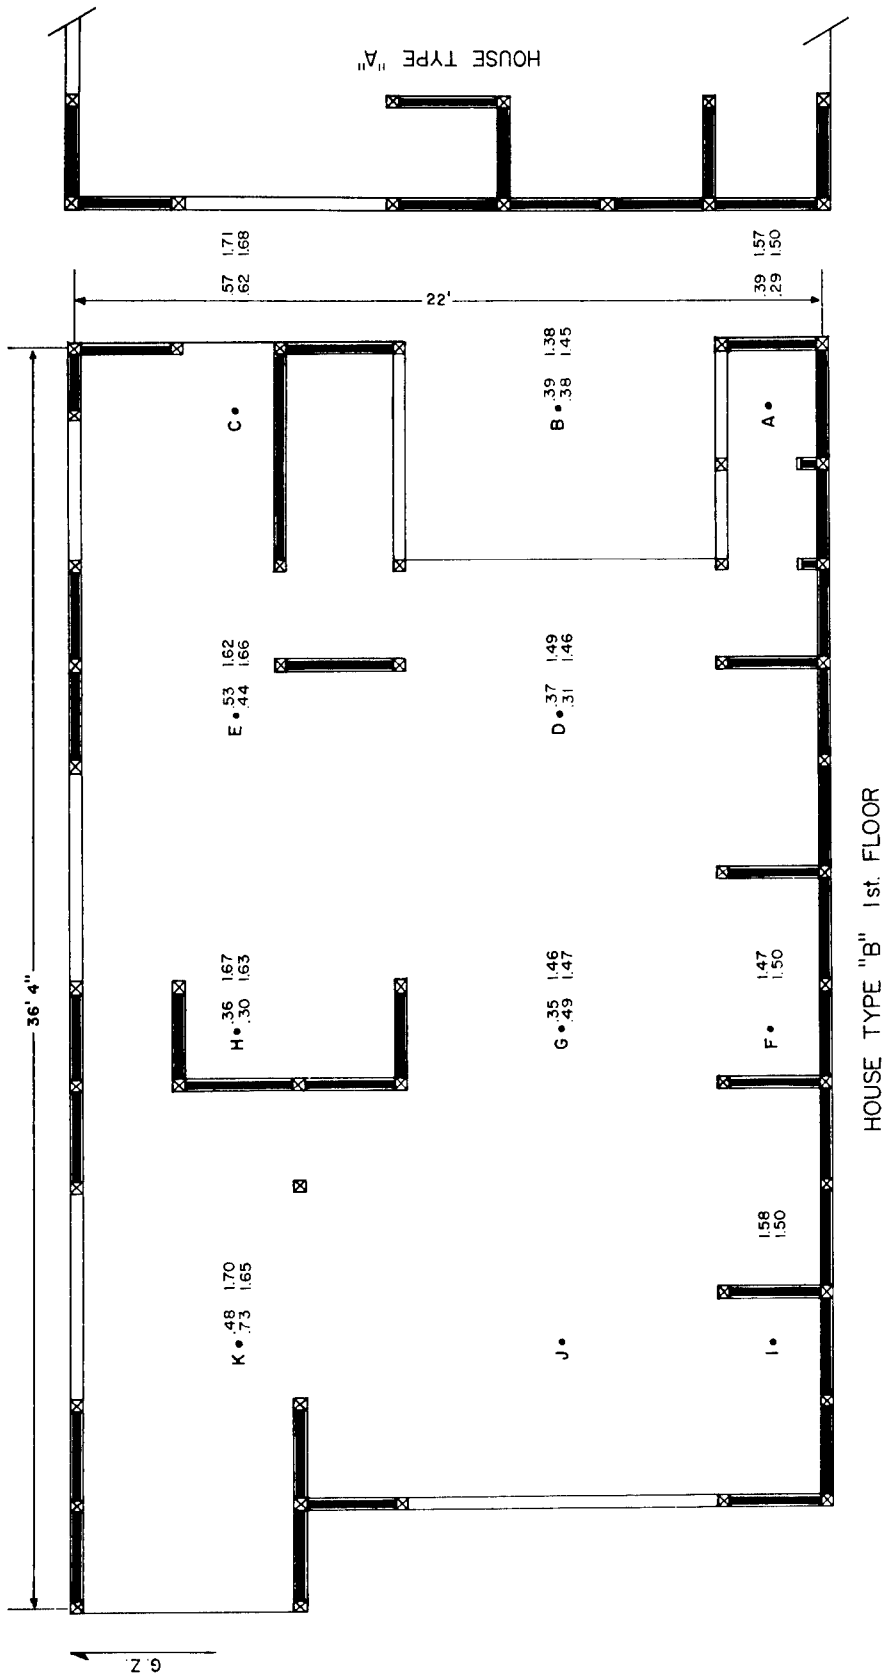 36' 4"
G.Z.
K • .48 1.70
.73 1.65
H • .36 1.67
.30 1.63
E • .53 1.62
.44 1.66
C •
.57 1.71
.62 1.68
22'
HOUSE TYPE "A"
J •
G • .35 1.46
.49 1.47
D • .37 1.49
.31 1.46
B • .39 1.38
.38 1.45
I •
1.58
1.50
F •
1.47
1.50
A •
.39 1.57
.29 1.50
HOUSE TYPE "B" 1st. FLOOR